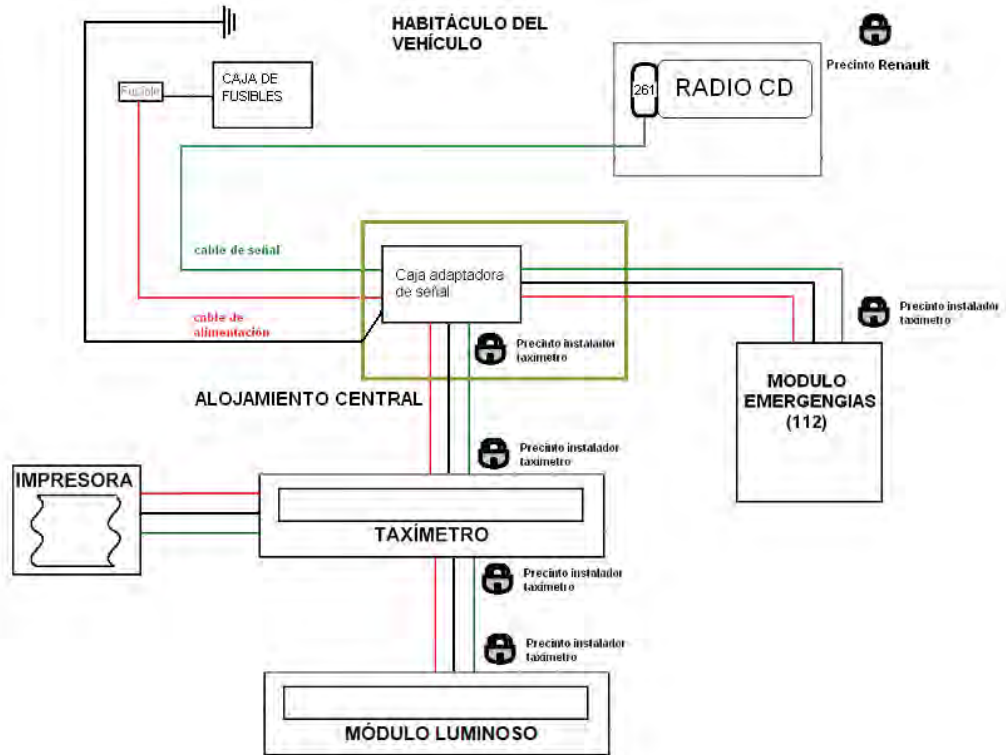 HABITÁCULO DEL
VEHÍCULO
Precinto Renault
CAJA DE
FUSIBLES
Fusible
261
RADIO CD
cable de señal
Caja adaptadora
de señal
cable de
alimentación
Precinto instalador
taxímetro
Precinto instalador
taxímetro
ALOJAMIENTO CENTRAL
MODULO
EMERGENGIAS
(112)
Precinto instalador
taxímetro
IMPRESORA
TAXÍMETRO
Precinto instalador
taxímetro
Precinto instalador
taxímetro
MÓDULO LUMINOSO